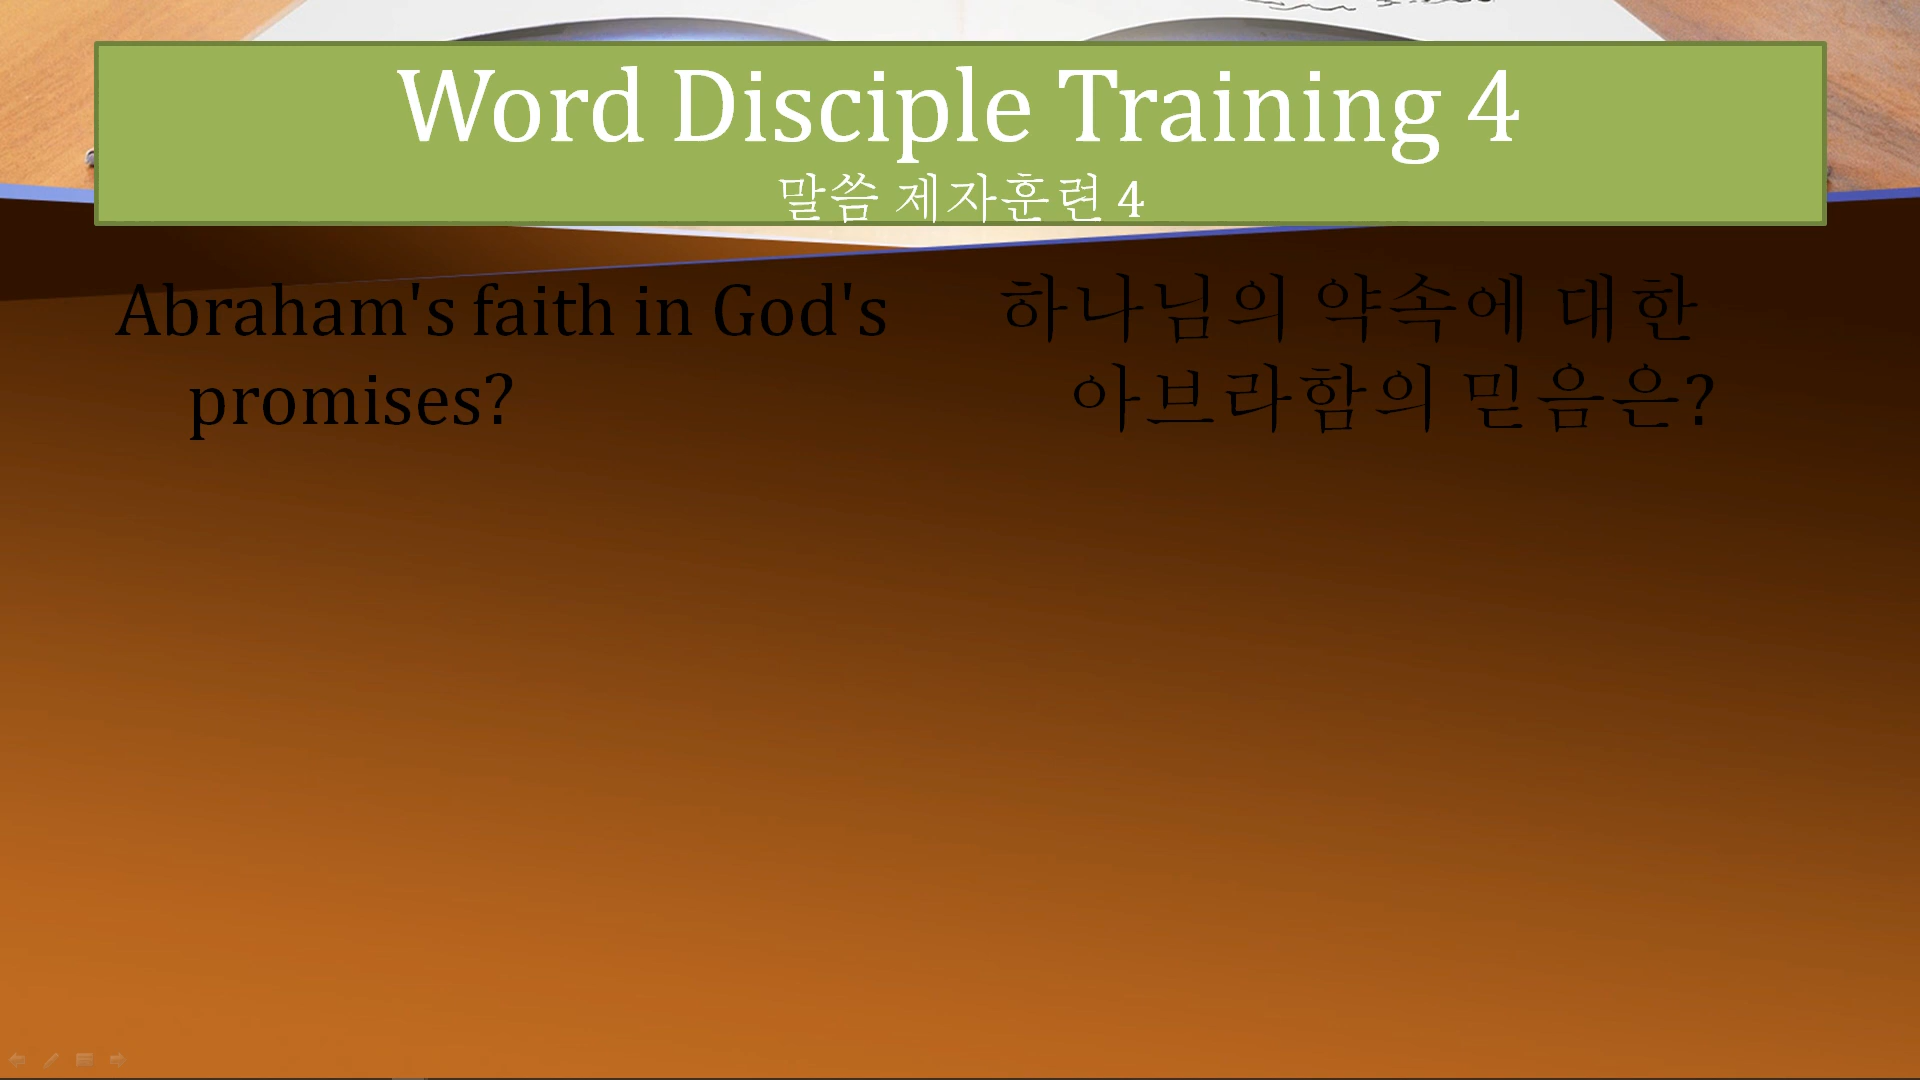 Word Disciple Training 4
말씀 제자훈련 4
Abraham's faith in God's
promises?
하나님의 약속에 대한
아브라함의 믿음은?